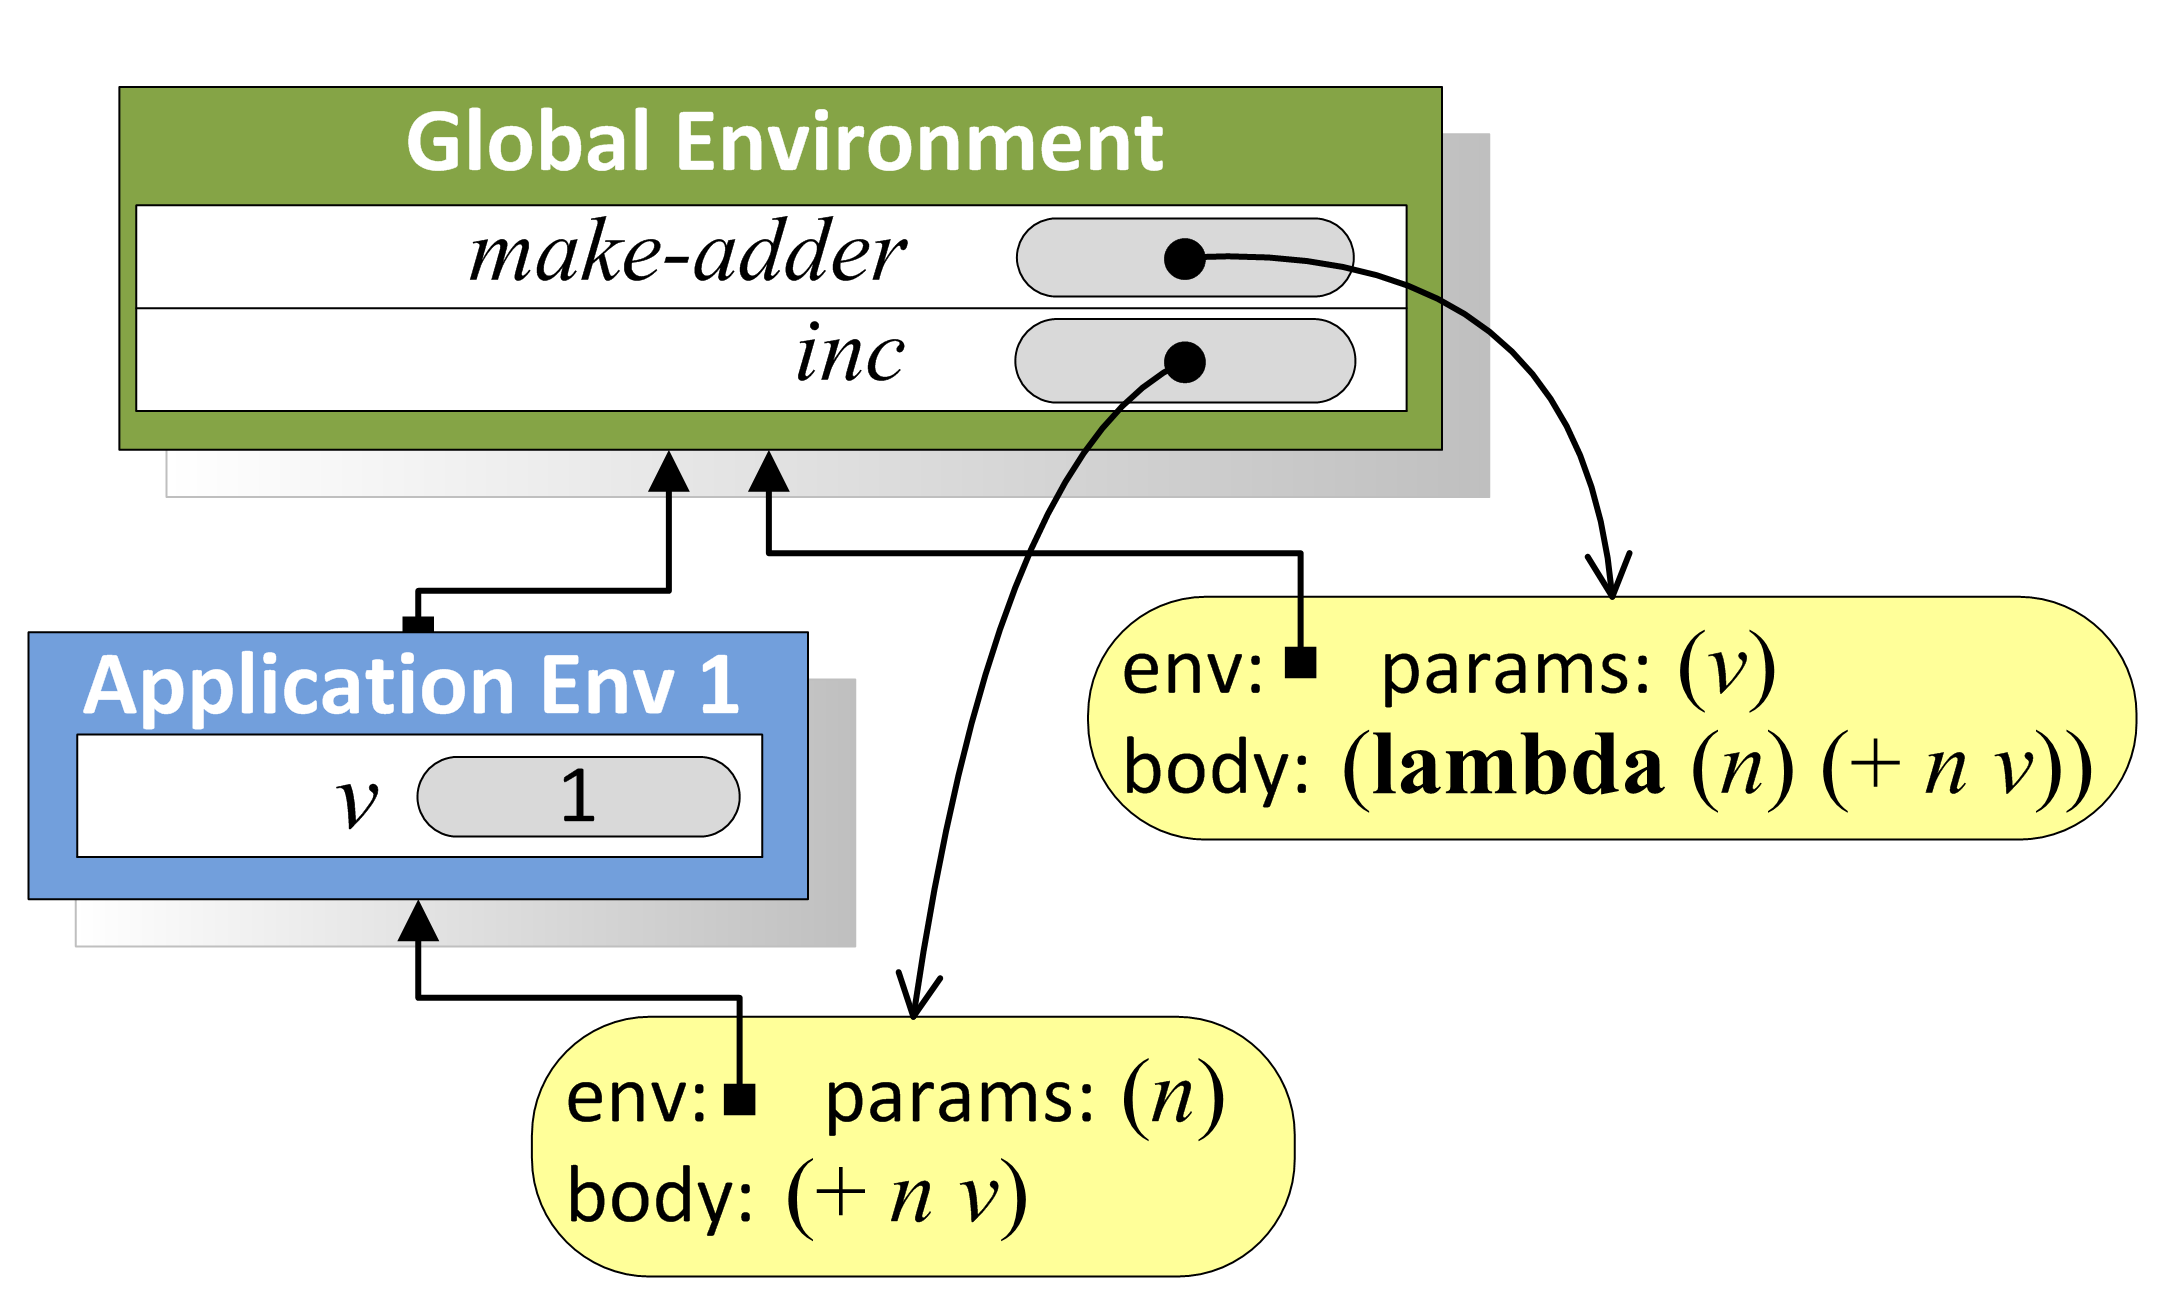 Global Environment
make-adder
inc
Application Env 1
v 1
env: params: (v)
body: (lambda (n) (+ n v))
env: params: (n)
body: (+ n v)